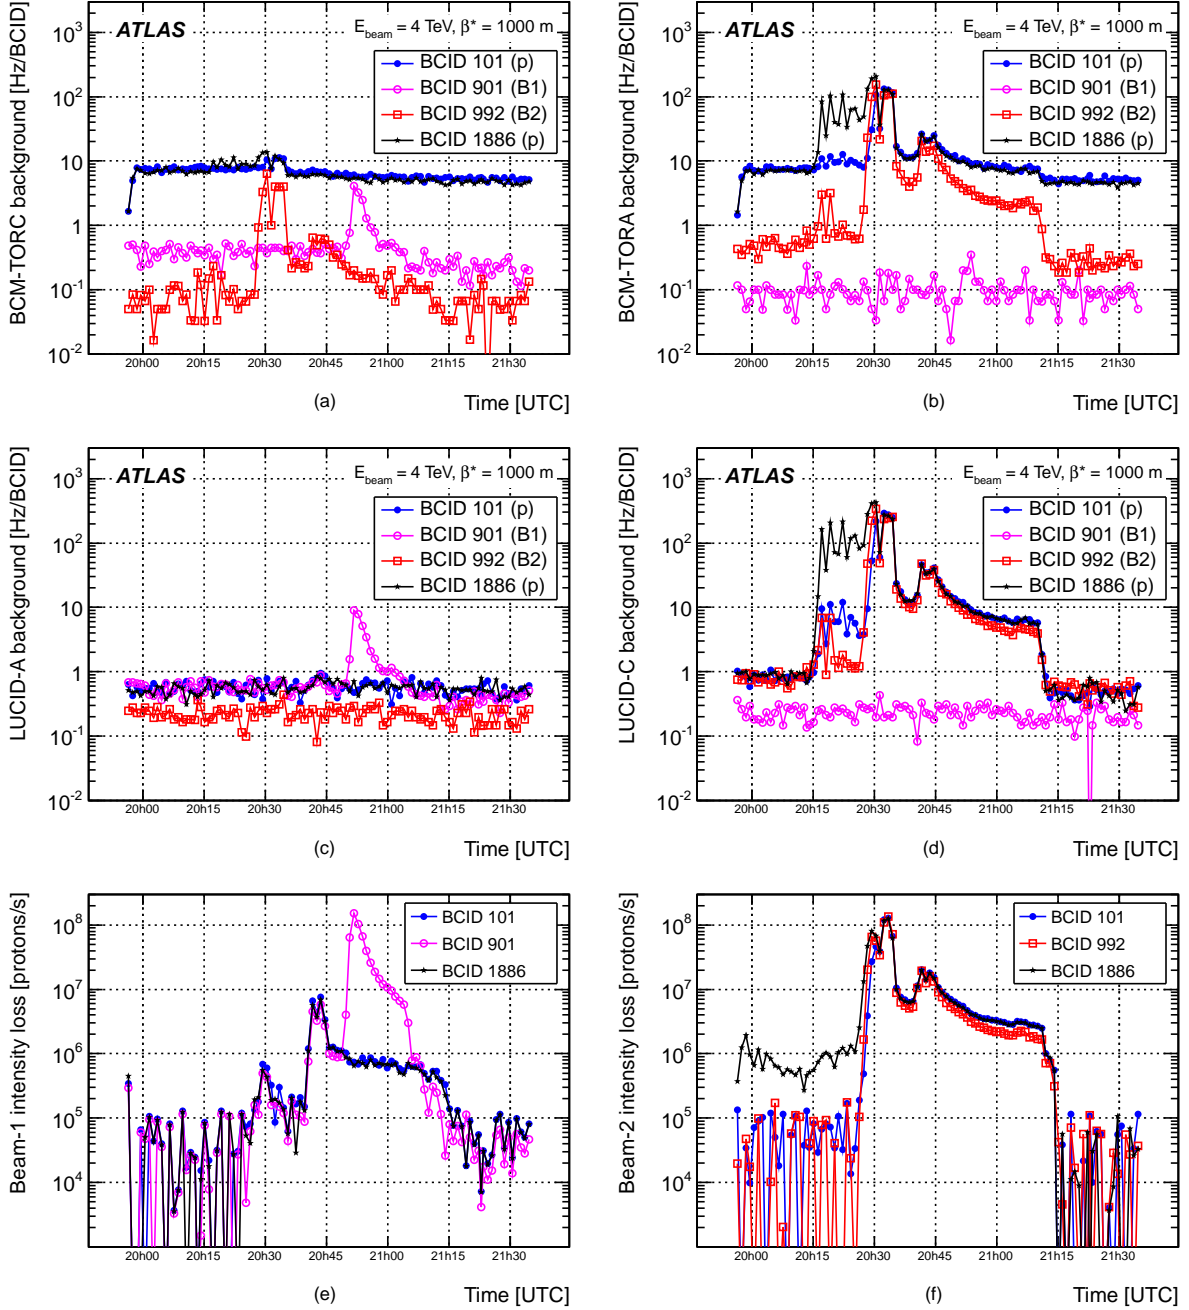 BCM-TORC background [Hz/BCID]
ATLAS
E_beam = 4 TeV, β* = 1000 m
BCID 101 (p)
BCID 901 (B1)
BCID 992 (B2)
BCID 1886 (p)
10^3
10^2
10
1
10^-1
10^-2
20h00 20h15 20h30 20h45 21h00 21h15 21h30
(a)
Time [UTC]
BCM-TORA background [Hz/BCID]
ATLAS
E_beam = 4 TeV, β* = 1000 m
BCID 101 (p)
BCID 901 (B1)
BCID 992 (B2)
BCID 1886 (p)
10^3
10^2
10
1
10^-1
10^-2
20h00 20h15 20h30 20h45 21h00 21h15 21h30
(b)
Time [UTC]
LUCID-A background [Hz/BCID]
ATLAS
E_beam = 4 TeV, β* = 1000 m
BCID 101 (p)
BCID 901 (B1)
BCID 992 (B2)
BCID 1886 (p)
10^3
10^2
10
1
10^-1
10^-2
20h00 20h15 20h30 20h45 21h00 21h15 21h30
(c)
Time [UTC]
LUCID-C background [Hz/BCID]
ATLAS
E_beam = 4 TeV, β* = 1000 m
BCID 101 (p)
BCID 901 (B1)
BCID 992 (B2)
BCID 1886 (p)
10^3
10^2
10
1
10^-1
10^-2
20h00 20h15 20h30 20h45 21h00 21h15 21h30
(d)
Time [UTC]
Beam-1 intensity loss [protons/s]
BCID 101
BCID 901
BCID 1886
10^8
10^7
10^6
10^5
10^4
20h00 20h15 20h30 20h45 21h00 21h15 21h30
(e)
Time [UTC]
Beam-2 intensity loss [protons/s]
BCID 101
BCID 992
BCID 1886
10^8
10^7
10^6
10^5
10^4
20h00 20h15 20h30 20h45 21h00 21h15 21h30
(f)
Time [UTC]